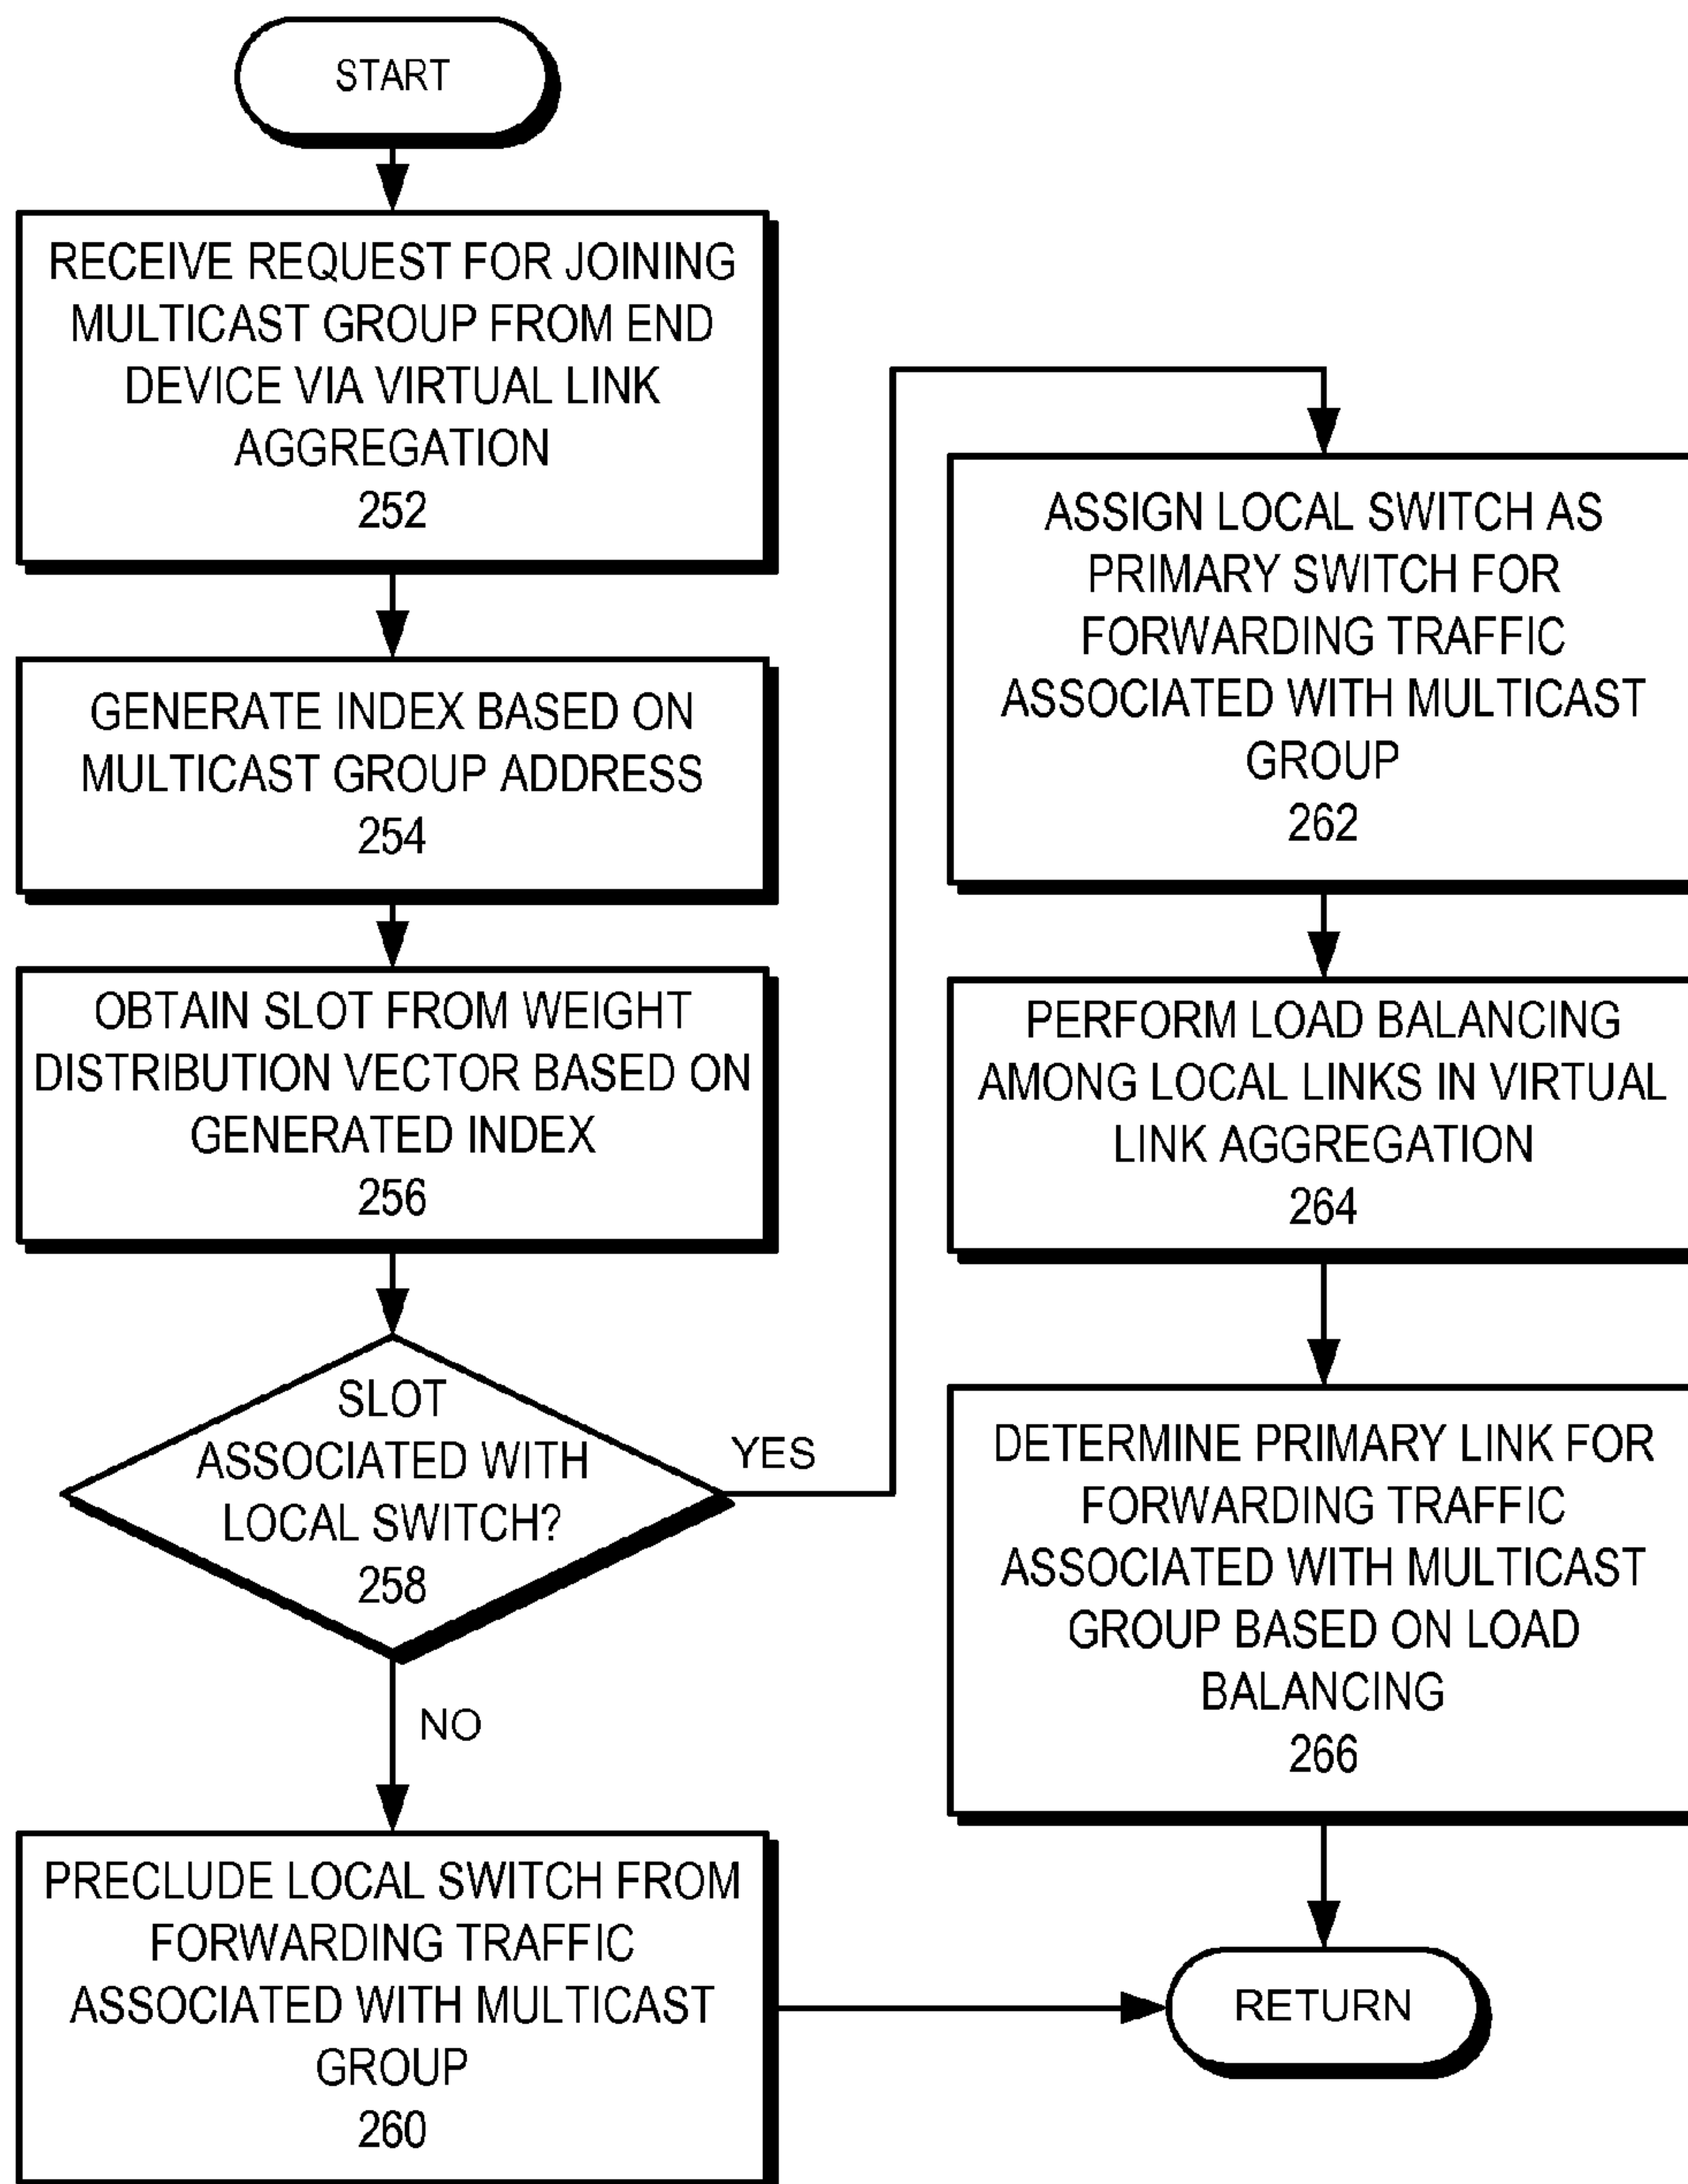 START
RECEIVE REQUEST FOR JOINING
MULTICAST GROUP FROM END
DEVICE VIA VIRTUAL LINK
AGGREGATION
252
GENERATE INDEX BASED ON
MULTICAST GROUP ADDRESS
254
OBTAIN SLOT FROM WEIGHT
DISTRIBUTION VECTOR BASED ON
GENERATED INDEX
256
SLOT
ASSOCIATED WITH
LOCAL SWITCH?
258
YES
NO
PRECLUDE LOCAL SWITCH FROM
FORWARDING TRAFFIC
ASSOCIATED WITH MULTICAST
GROUP
260
ASSIGN LOCAL SWITCH AS
PRIMARY SWITCH FOR
FORWARDING TRAFFIC
ASSOCIATED WITH MULTICAST
GROUP
262
PERFORM LOAD BALANCING
AMONG LOCAL LINKS IN VIRTUAL
LINK AGGREGATION
264
DETERMINE PRIMARY LINK FOR
FORWARDING TRAFFIC
ASSOCIATED WITH MULTICAST
GROUP BASED ON LOAD
BALANCING
266
RETURN